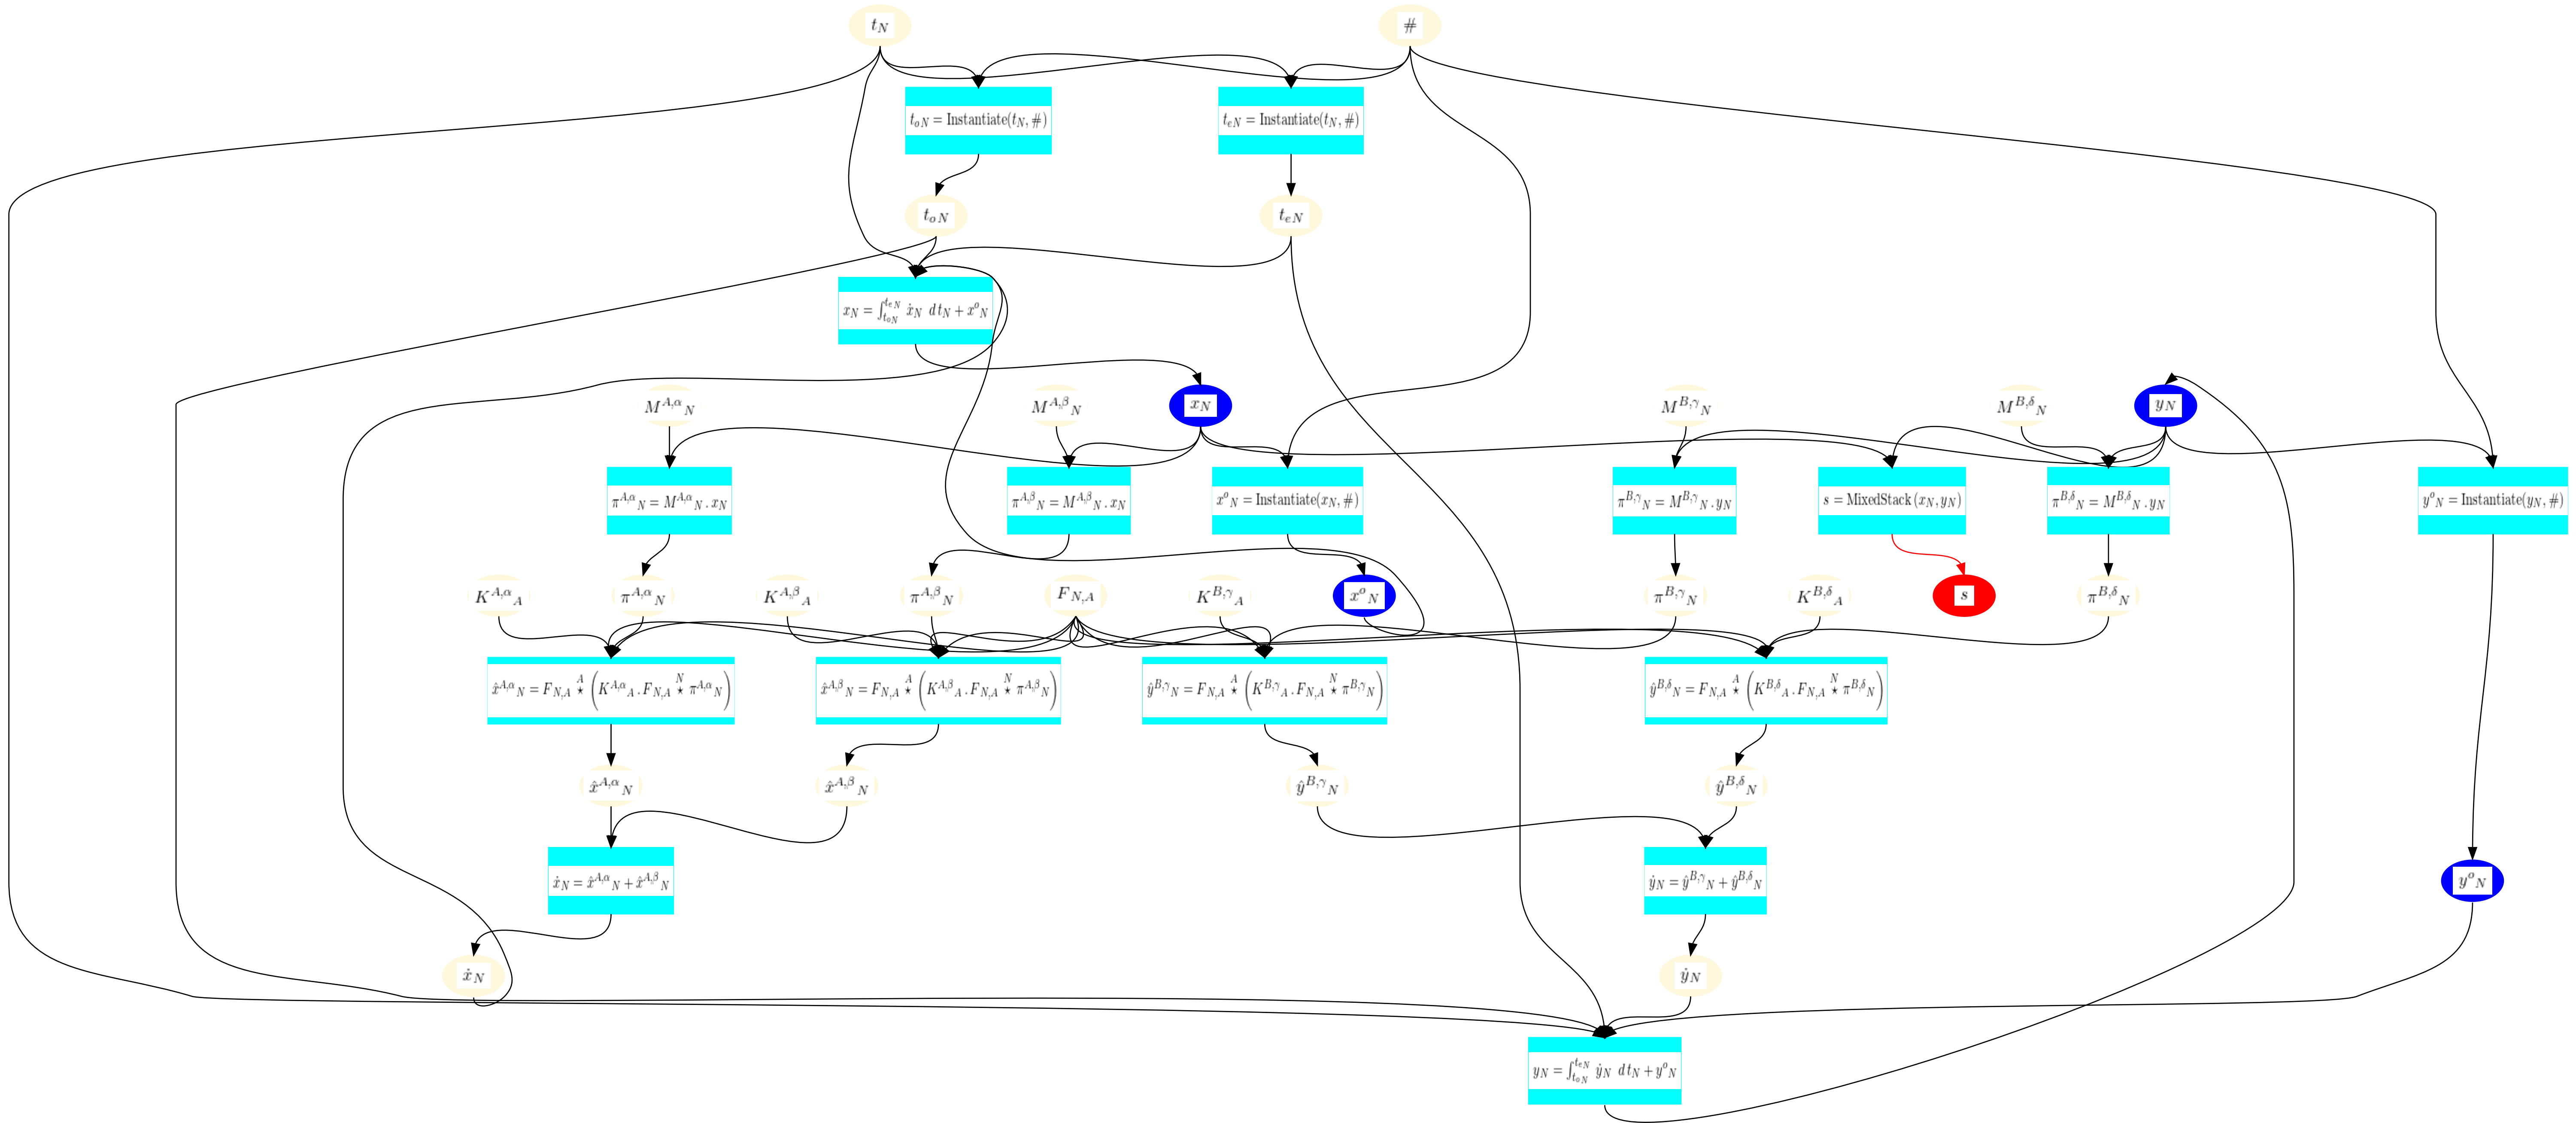 t_N
#
t_{oN} = Instantiate(t_N, #)
t_{eN} = Instantiate(t_N, #)
t_{oN}
t_{eN}
x_N = ∫_{t_{oN}}^{t_{eN}} ẋ_N d t_N + x^o_N
M^{A,α}_N
M^{A,β}_N
x_N
M^{B,γ}_N
M^{B,δ}_N
y_N
π^{A,α}_N = M^{A,α}_N . x_N
π^{A,β}_N = M^{A,β}_N . x_N
x^o_N = Instantiate(x_N, #)
π^{B,γ}_N = M^{B,γ}_N . y_N
s = MixedStack (x_N, y_N)
π^{B,δ}_N = M^{B,δ}_N . y_N
y^o_N = Instantiate(y_N, #)
K^{A,α}_A
π^{A,α}_N
K^{A,β}_A
π^{A,β}_N
F_{N,A}
K^{B,γ}_A
x^o_N
π^{B,γ}_N
K^{B,δ}_A
s
π^{B,δ}_N
x̂^{A,α}_N = F_{N,A} ⋆^A (K^{A,α}_A . F_{N,A} ⋆^N π^{A,α}_N)
x̂^{A,β}_N = F_{N,A} ⋆^A (K^{A,β}_A . F_{N,A} ⋆^N π^{A,β}_N)
ŷ^{B,γ}_N = F_{N,A} ⋆^A (K^{B,γ}_A . F_{N,A} ⋆^N π^{B,γ}_N)
ŷ^{B,δ}_N = F_{N,A} ⋆^A (K^{B,δ}_A . F_{N,A} ⋆^N π^{B,δ}_N)
x̂^{A,α}_N
x̂^{A,β}_N
ŷ^{B,γ}_N
ŷ^{B,δ}_N
ẋ_N = x̂^{A,α}_N + x̂^{A,β}_N
ẏ_N = ŷ^{B,γ}_N + ŷ^{B,δ}_N
y^o_N
ẋ_N
ẏ_N
y_N = ∫_{t_{oN}}^{t_{eN}} ẏ_N d t_N + y^o_N